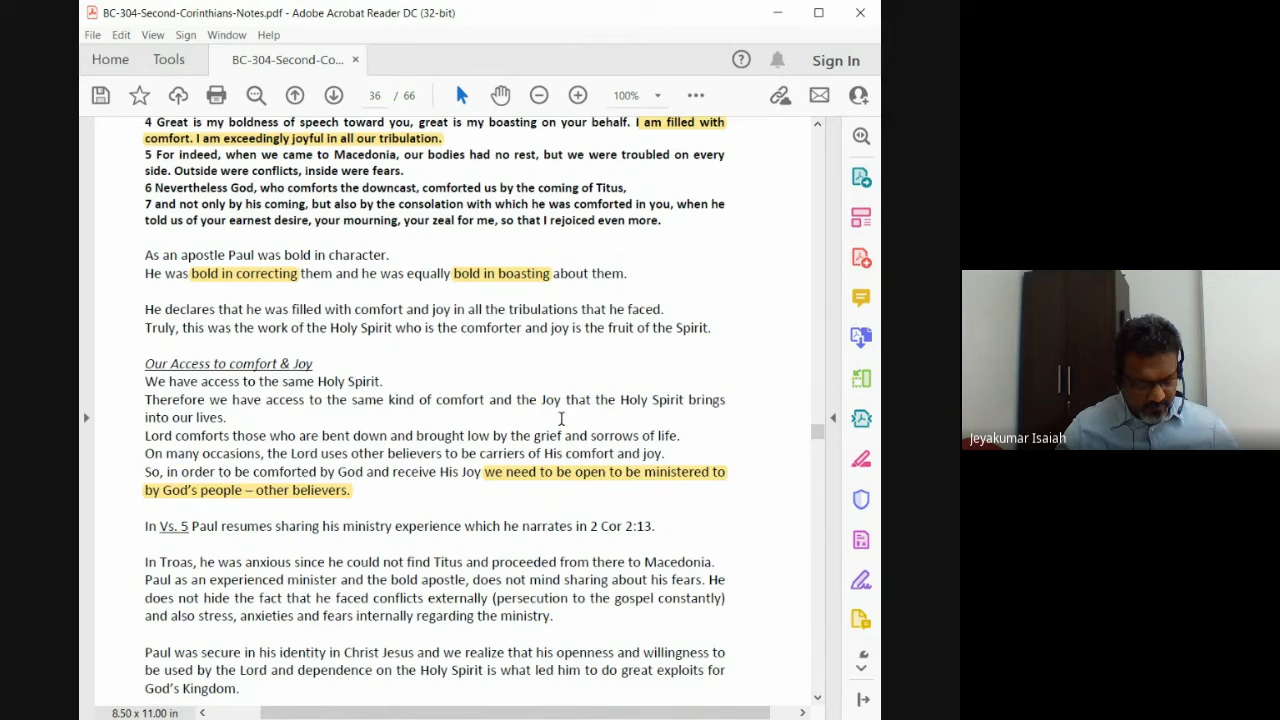 BC-304-Second-Corinthians-Notes.pdf - Adobe Acrobat Reader DC (32-bit)
File Edit View Sign Window Help
Home Tools BC-304-Second-Co... × Sign In
36 / 66 100%
4 Great is my boldness of speech toward you, great is my boasting on your behalf. I am filled with
comfort. I am exceedingly joyful in all our tribulation.
5 For indeed, when we came to Macedonia, our bodies had no rest, but we were troubled on every
side. Outside were conflicts, inside were fears.
6 Nevertheless God, who comforts the downcast, comforted us by the coming of Titus,
7 and not only by his coming, but also by the consolation with which he was comforted in you, when he
told us of your earnest desire, your mourning, your zeal for me, so that I rejoiced even more.
As an apostle Paul was bold in character.
He was bold in correcting them and he was equally bold in boasting about them.
He declares that he was filled with comfort and joy in all the tribulations that he faced.
Truly, this was the work of the Holy Spirit who is the comforter and joy is the fruit of the Spirit.
Our Access to comfort & Joy
We have access to the same Holy Spirit.
Therefore we have access to the same kind of comfort and the Joy that the Holy Spirit brings
into our lives.
Lord comforts those who are bent down and brought low by the grief and sorrows of life.
On many occasions, the Lord uses other believers to be carriers of His comfort and joy.
So, in order to be comforted by God and receive His Joy we need to be open to be ministered to
by God's people – other believers.
In Vs. 5 Paul resumes sharing his ministry experience which he narrates in 2 Cor 2:13.
In Troas, he was anxious since he could not find Titus and proceeded from there to Macedonia.
Paul as an experienced minister and the bold apostle, does not mind sharing about his fears. He
does not hide the fact that he faced conflicts externally (persecution to the gospel constantly)
and also stress, anxieties and fears internally regarding the ministry.
Paul was secure in his identity in Christ Jesus and we realize that his openness and willingness to
be used by the Lord and dependence on the Holy Spirit is what led him to do great exploits for
God's Kingdom.
8.50 x 11.00 in
Jeyakumar Isaiah